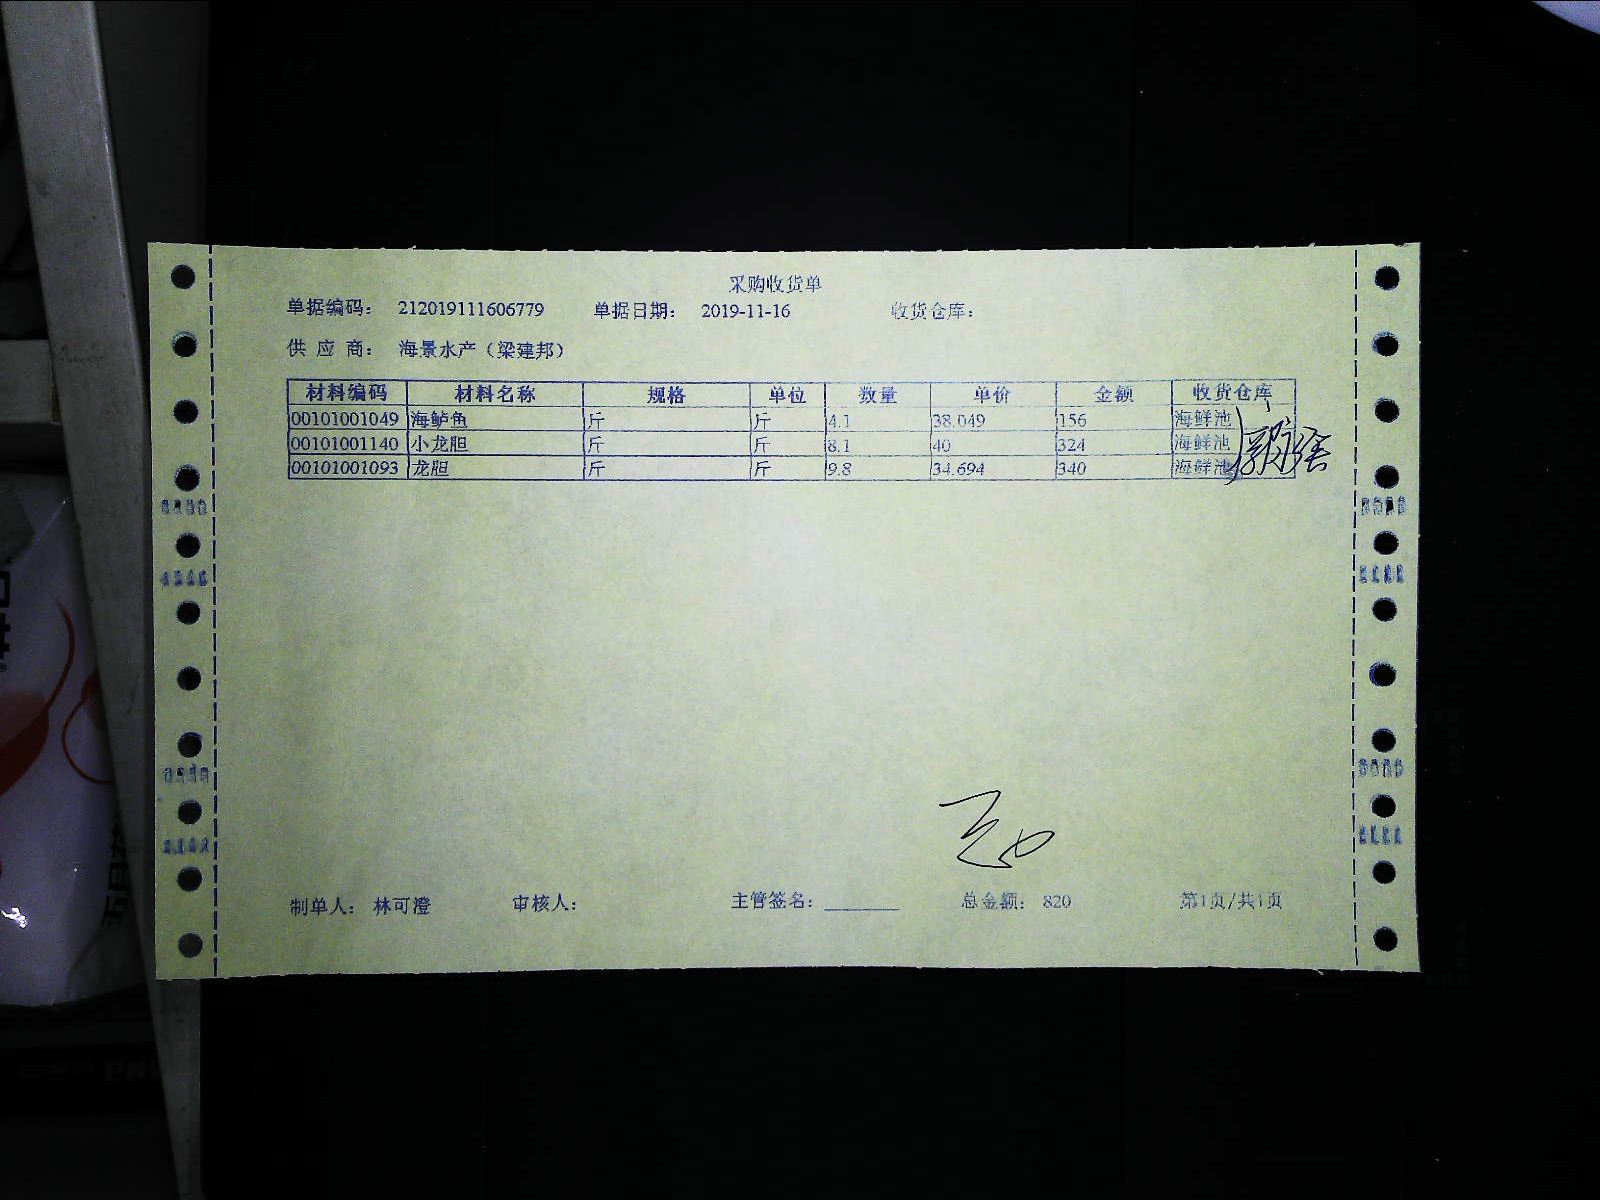 采购收货单
单据编码： 212019111606779 单据日期： 2019-11-16 收货仓库：
供 应 商： 海景水产（梁建邦）
材料编码 材料名称 规格 单位 数量 单价 金额 收货仓库
00101001049 海鲈鱼 斤 斤 4.1 38.049 156 海鲜池
00101001140 小龙胆 斤 斤 8.1 40 324 海鲜池
00101001093 龙胆 斤 斤 9.8 34.694 340 海鲜池
制单人： 林可澄 审核人： 主管签名：_______ 总金额： 820 第1页/共1页